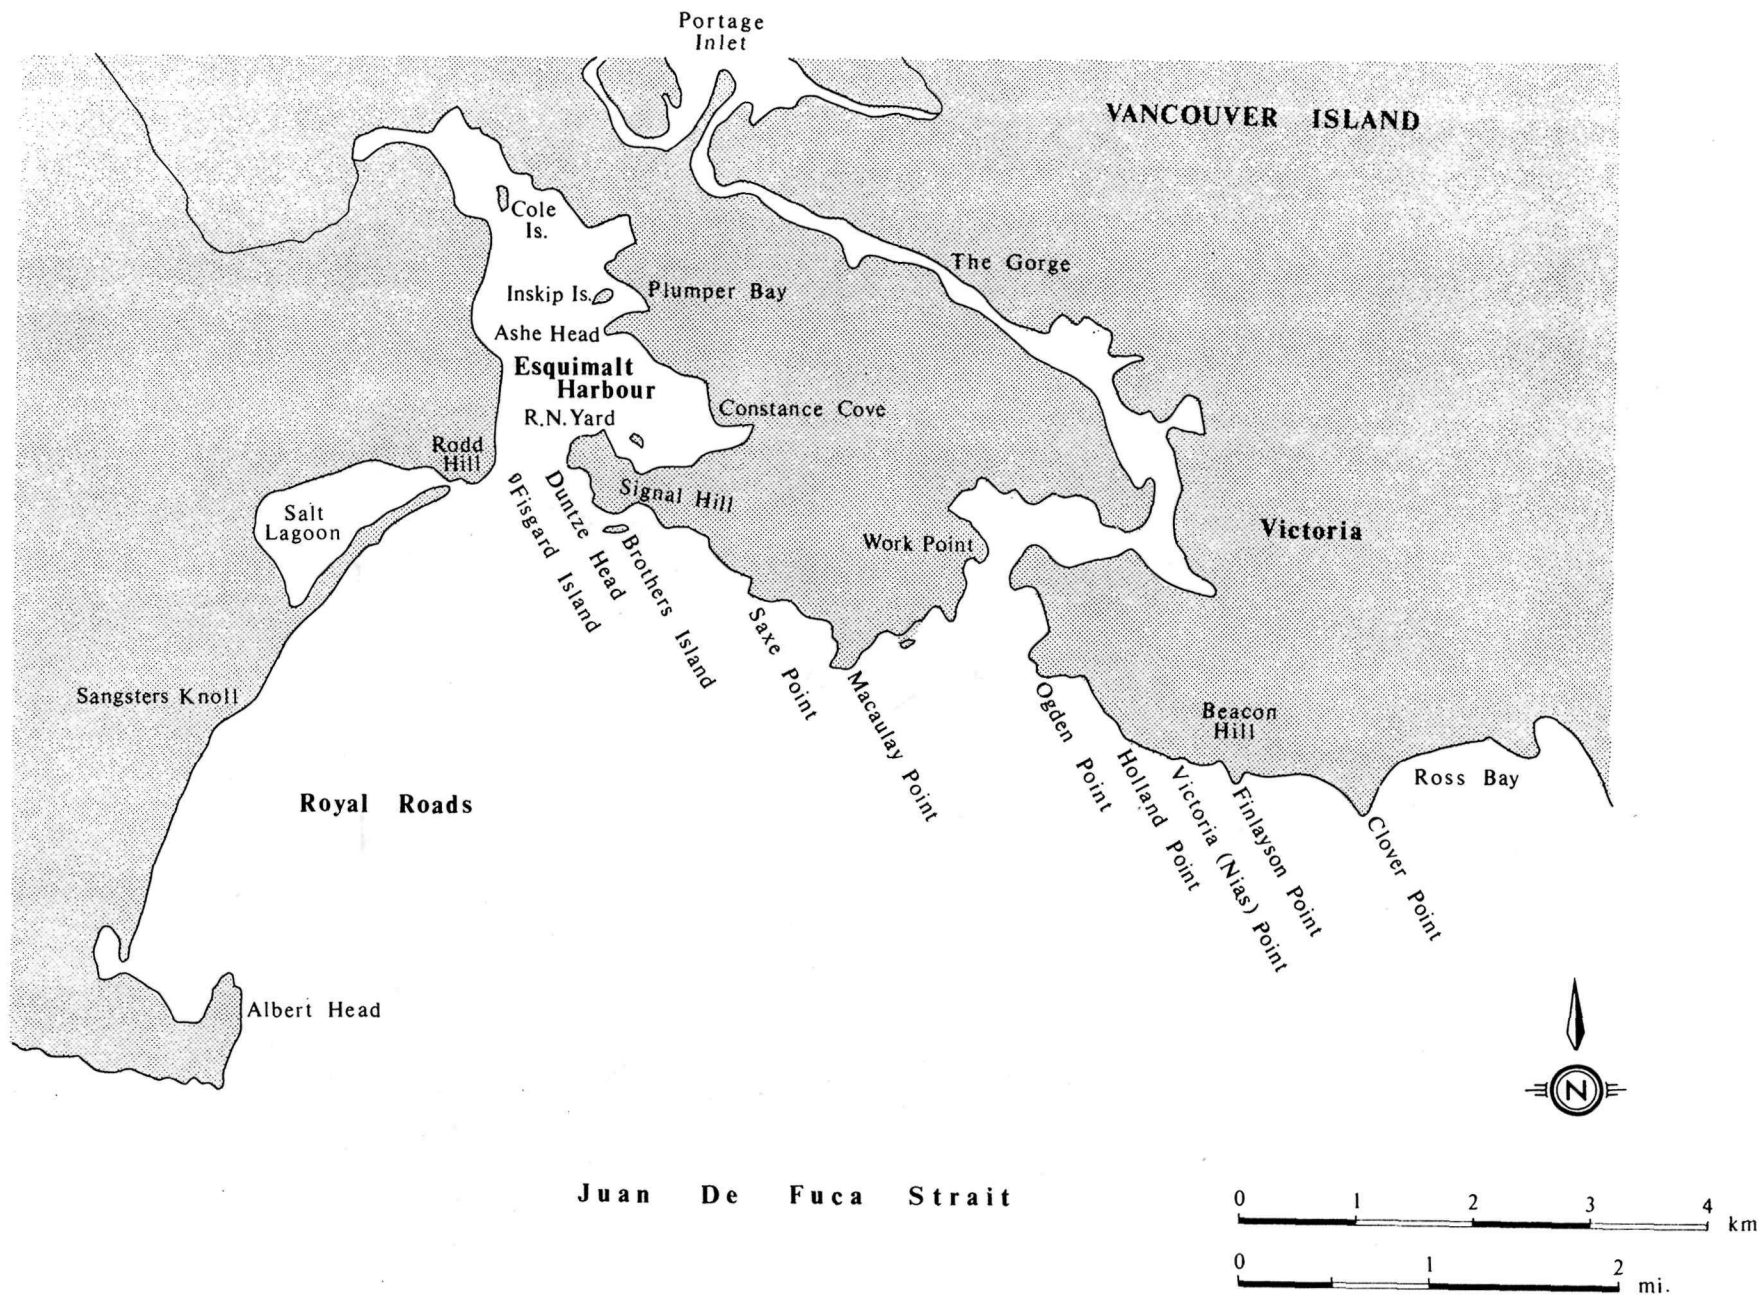 Portage
Inlet
VANCOUVER ISLAND
Cole
Is.
The Gorge
Inskip Is.
Plumper Bay
Ashe Head
Esquimalt
Harbour
Constance Cove
R.N. Yard
Rodd
Hill
Signal Hill
Salt
Lagoon
Fisgard Island
Duntze Head
Brothers Island
Work Point
Victoria
Saxe Point
Macaulay Point
Sangsters Knoll
Ogden Point
Beacon
Hill
Holland Point
Victoria (Nias) Point
Finlayson Point
Clover Point
Ross Bay
Royal Roads
Albert Head
N
Juan De Fuca Strait
0 1 2 3 4 km
0 1 2 mi.